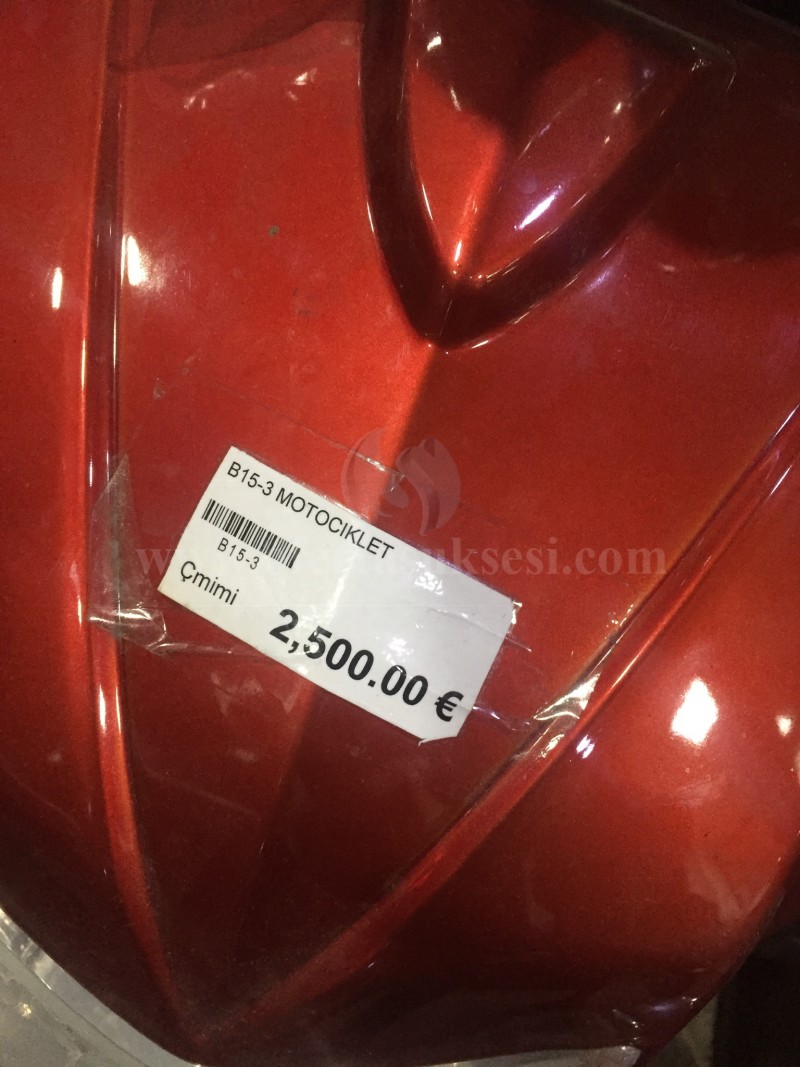 B15-3 MOTOCIKLET
B15-3
Çmimi
2,500.00 €